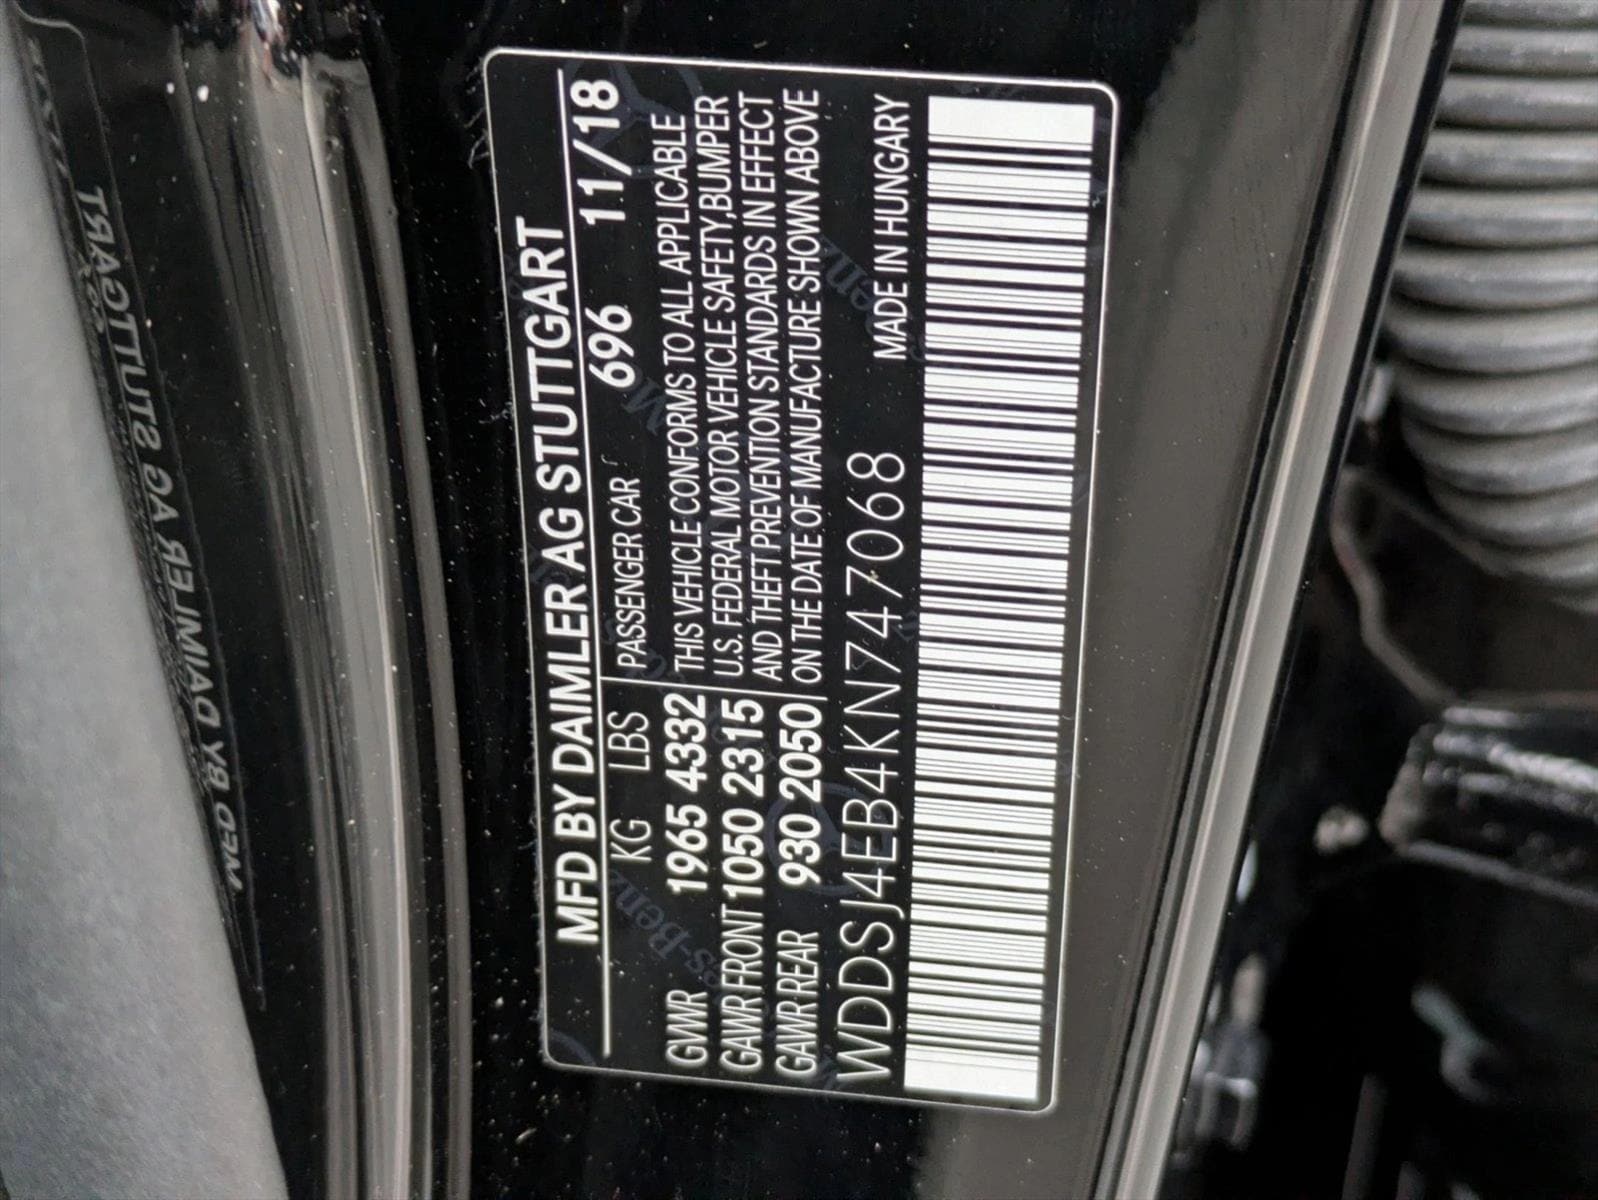 MFD BY DAIMLER AG STUTTGART
KG LBS PASSENGER CAR 696 11/18
GVWR 1965 4332 THIS VEHICLE CONFORMS TO ALL APPLICABLE
GAWR FRONT 1050 2315 U.S. FEDERAL MOTOR VEHICLE SAFETY,BUMPER
AND THEFT PREVENTION STANDARDS IN EFFECT
GAWR REAR 930 2050 ON THE DATE OF MANUFACTURE SHOWN ABOVE
WDDSJ4EB4KN747068 MADE IN HUNGARY
MFD BY DAIMLER AG STUTTGART